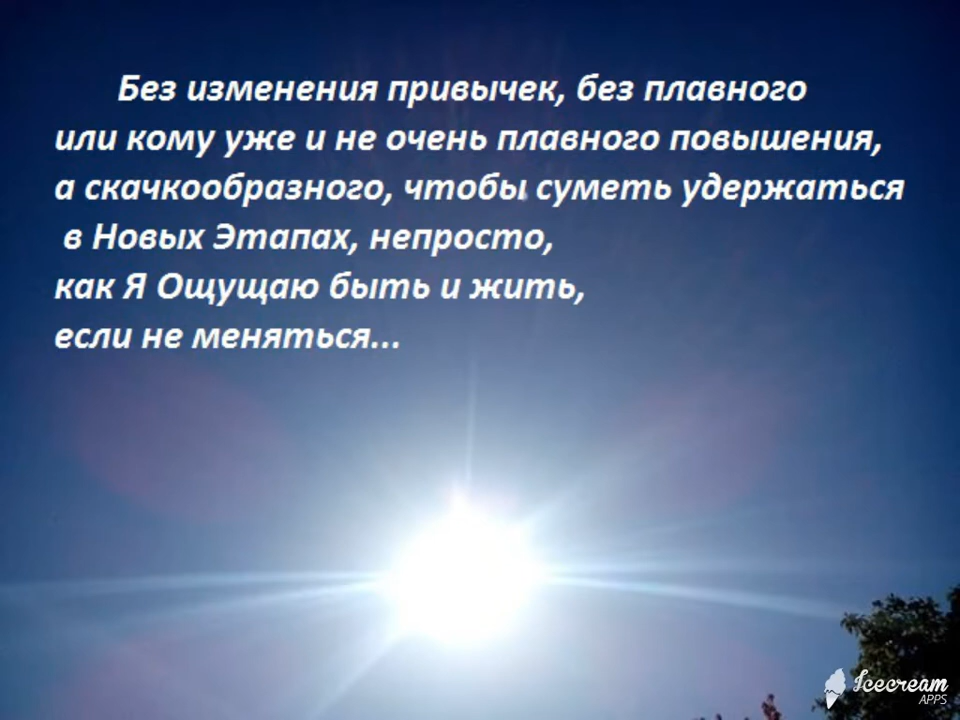 Без изменения привычек, без плавного
или кому уже и не очень плавного повышения,
а скачкообразного, чтобы суметь удержаться
в Новых Этапах, непросто,
как Я Ощущаю быть и жить,
если не меняться...
Icecream
APPS